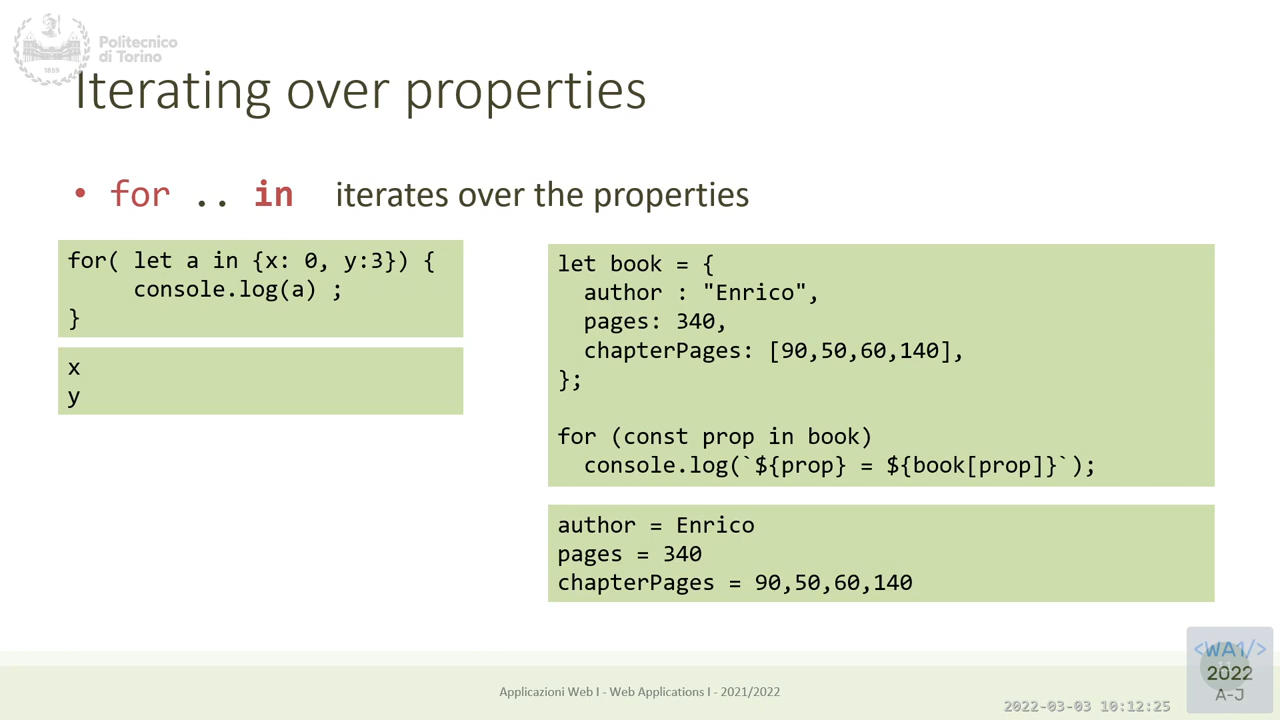 Politecnico
di Torino
1859
Iterating over properties
• for .. in iterates over the properties
for( let a in {x: 0, y:3}) {
console.log(a) ;
}
x
y
let book = {
author : "Enrico",
pages: 340,
chapterPages: [90,50,60,140],
};
for (const prop in book)
console.log(`${prop} = ${book[prop]}`);
author = Enrico
pages = 340
chapterPages = 90,50,60,140
Applicazioni Web I - Web Applications I - 2021/2022
<WA1/>
2022
A-J
2022-03-03 10:12:25